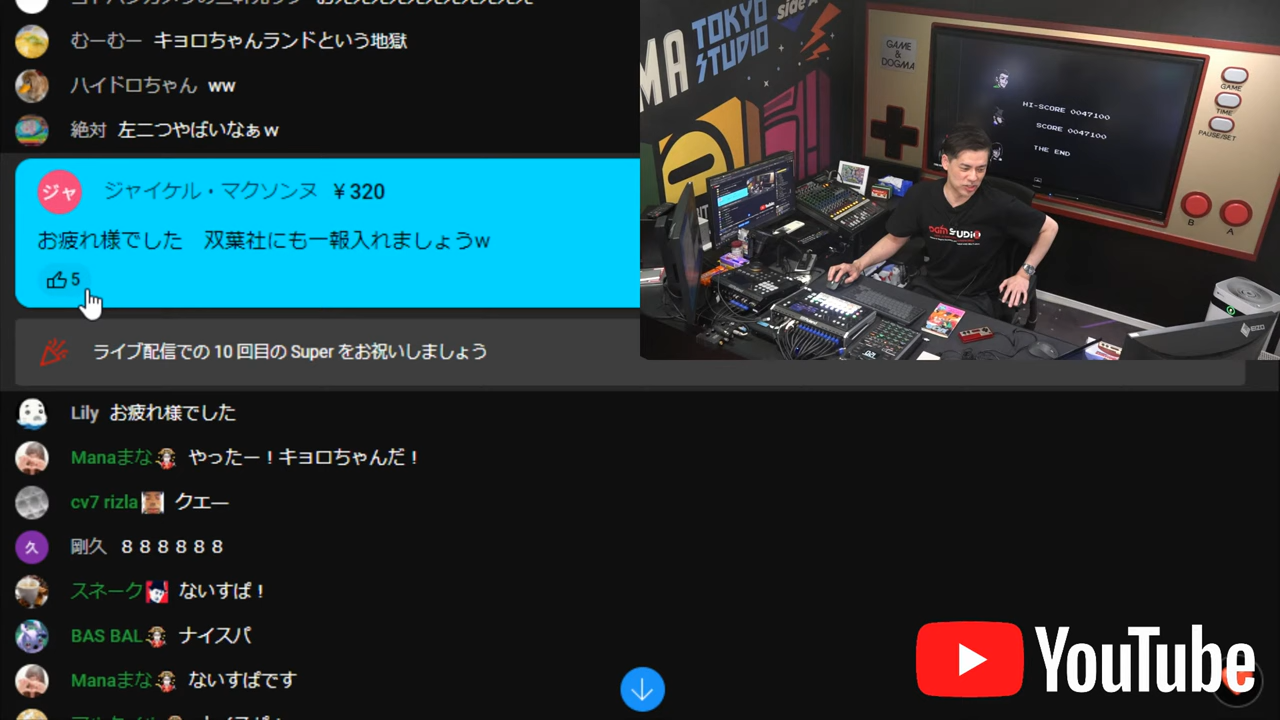 むーむー キョロちゃんランドという地獄
ハイドロちゃん ww
絶対 左二つやばいなぁw
ジャ ジャイケル・マクソンヌ ￥320
お疲れ様でした 双葉社にも一報入れましょうw
5
ライブ配信での 10 回目の Super をお祝いしましょう
Lily お疲れ様でした
Manaまな やったー！キョロちゃんだ！
cv7 rizla クエー
久 剛久 ８８８８８８
スネーク ないすぱ！
BAS BAL ナイスパ
Manaまな ないすぱです
TOKYO
STUDIO
side A
GAME
&
DOGMA
HI-SCORE 0047100
SCORE 0047100
THE END
GAME
TIME
PAUSE/SET
B
A
YouTube